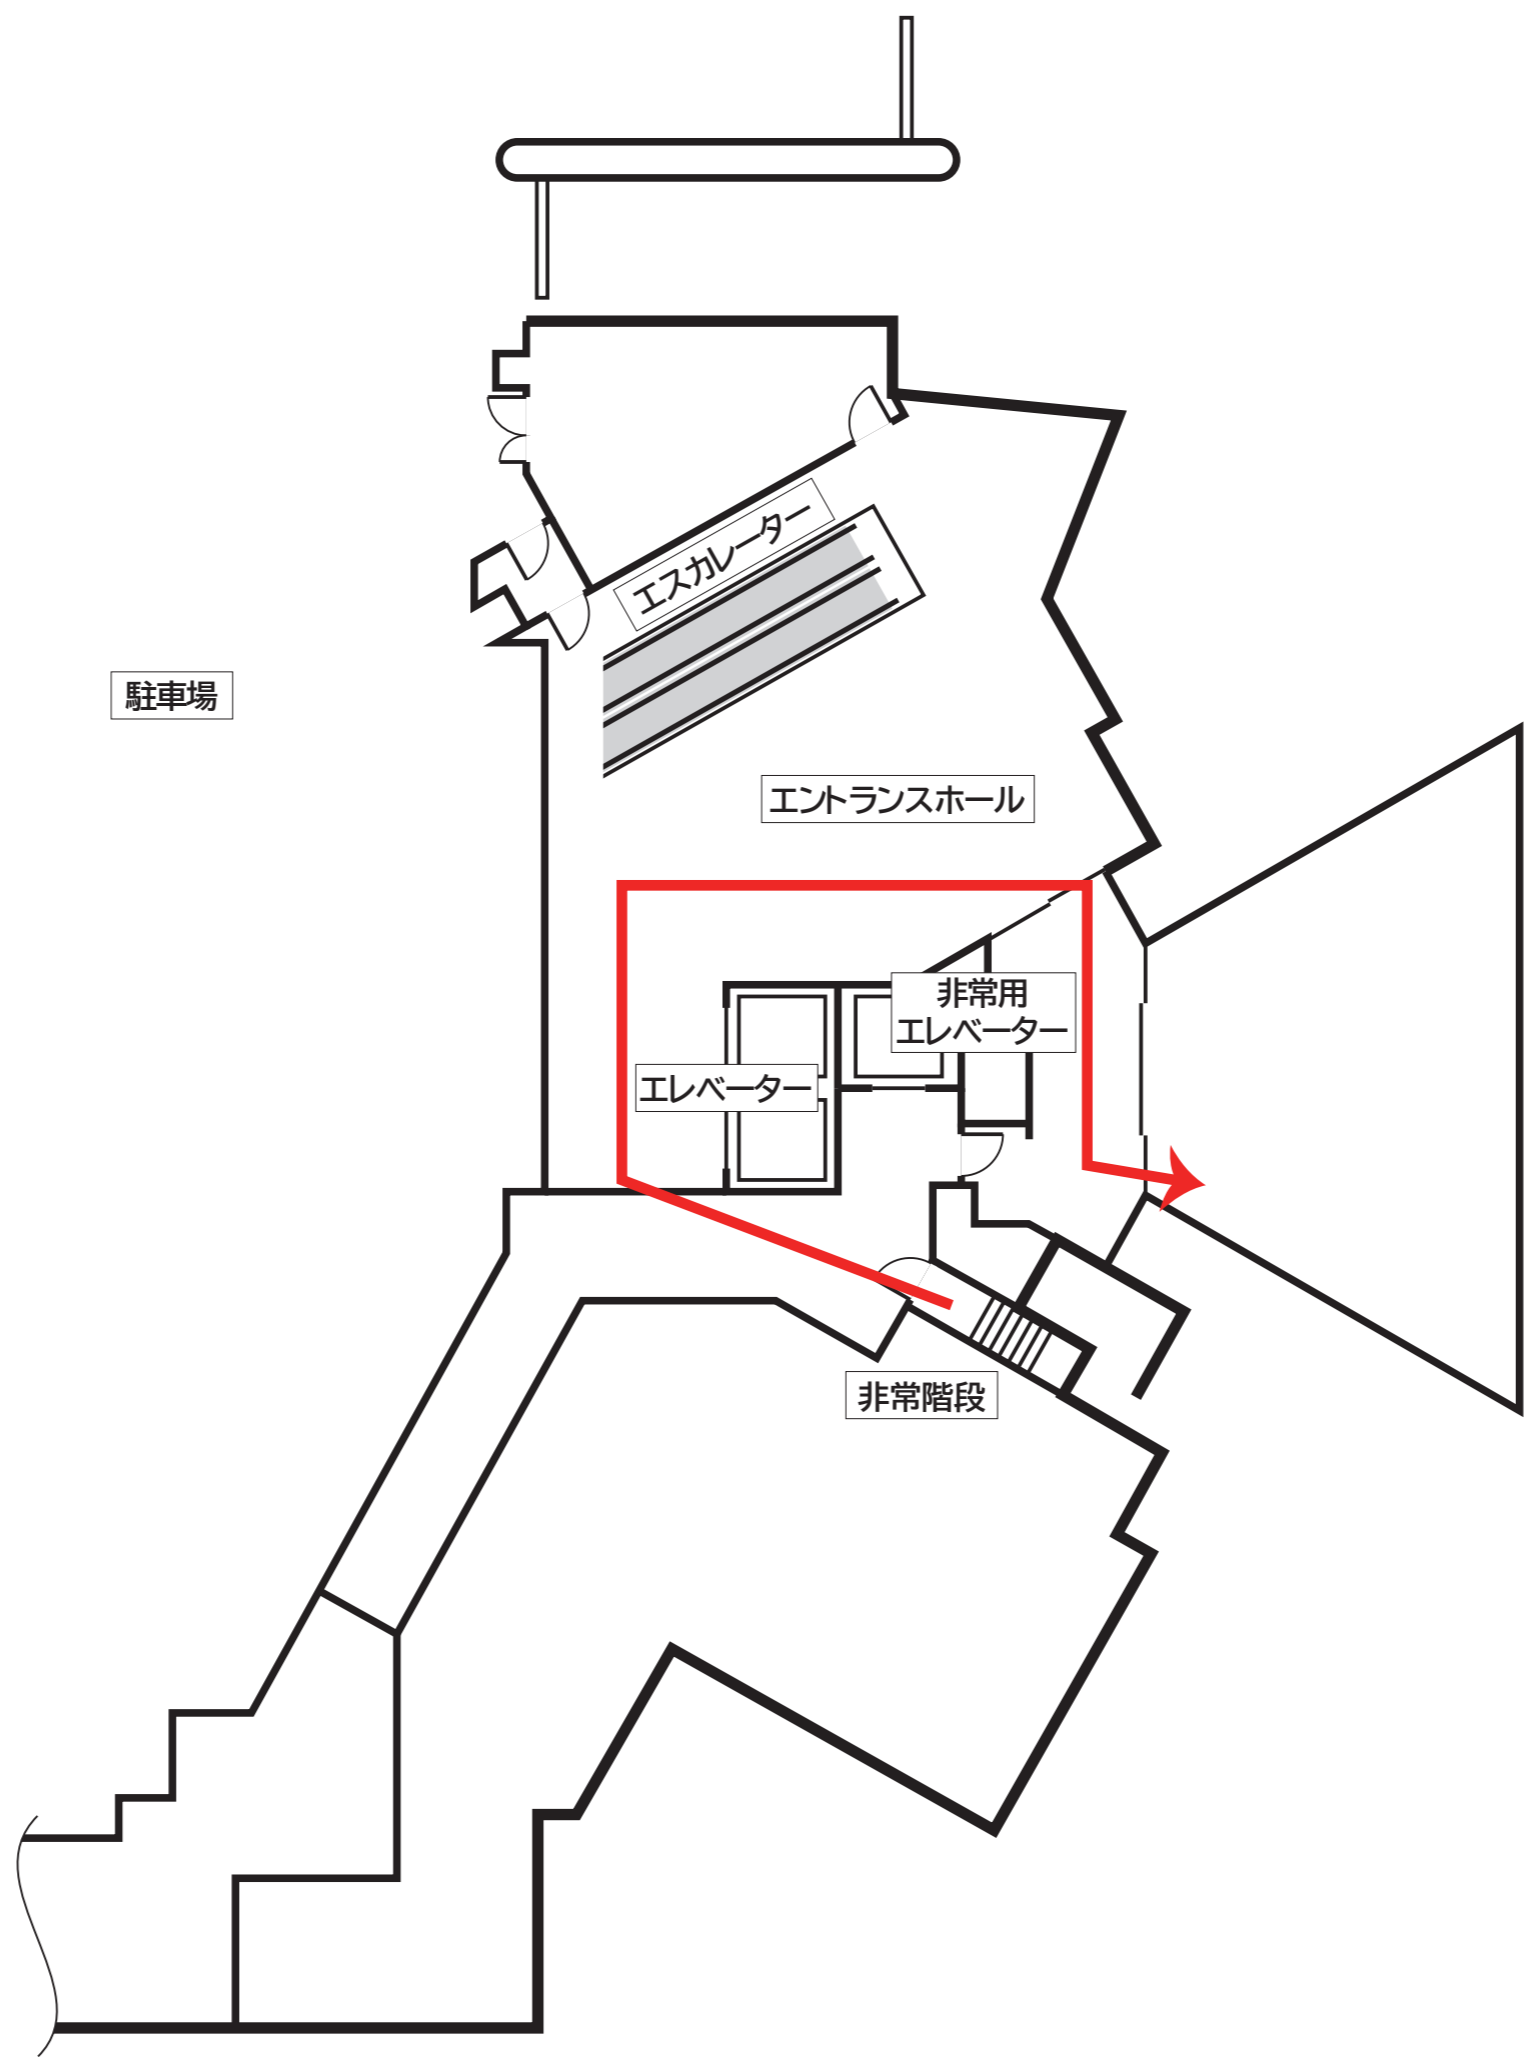 エスカレーター
駐車場
エントランスホール
非常用
エレベーター
エレベーター
非常階段